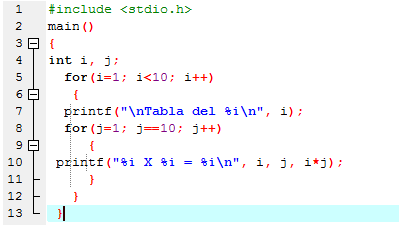 1 #include <stdio.h>
2 main()
3 {
4 int i, j;
5 for(i=1; i<10; i++)
6 {
7 printf("\nTabla del %i\n", i);
8 for(j=1; j==10; j++)
9 {
10 printf("%i X %i = %i\n", i, j, i*j);
11 }
12 }
13 }